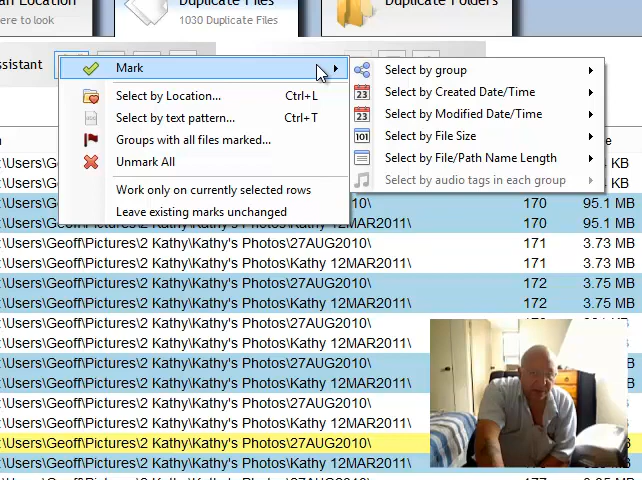 an Location
ere to look
Duplicate Files
1030 Duplicate Files
Duplicate Folders
ssistant
Mark
Select by Location... Ctrl+L
Select by text pattern... Ctrl+T
Groups with all files marked...
Unmark All
Work only on currently selected rows
Leave existing marks unchanged
Select by group
23 Select by Created Date/Time
23 Select by Modified Date/Time
101 Select by File Size
Select by File/Path Name Length
Select by audio tags in each group
:\Users\Ge 170 95.1 MB
:\Users\Ge 12MAR2011\ 170 95.1 MB
:\Users\Geoff\Pictures\2 Kathy\Kathy's Photos\27AUG2010\ 171 3.73 MB
:\Users\Geoff\Pictures\2 Kathy\Kathy's Photos\Kathy 12MAR2011\ 171 3.73 MB
:\Users\Geoff\Pictures\2 Kathy\Kathy's Photos\27AUG2010\ 172 3.75 MB
:\Users\Geoff\Pictures\2 Kathy\Kathy's Photos\Kathy 12MAR2011\ 172 3.75 MB
:\Users\Geoff\Pictures\2 Kathy\Kathy's Photos\27AUG2010\
:\Users\Geoff\Pictures\2 Kathy\Kathy's Photos\Kathy 12MAR2011\
:\Users\Geoff\Pictures\2 Kathy\Kathy's Photos\27AUG2010\
:\Users\Geoff\Pictures\2 Kathy\Kathy's Photos\Kathy 12MAR2011\
:\Users\Geoff\Pictures\2 Kathy\Kathy's Photos\27AUG2010\
:\Users\Geoff\Pictures\2 Kathy\Kathy's Photos\27AUG2010\
:\Users\Geoff\Pictures\2 Kathy\Kathy's Photos\27AUG2010\
:\Users\Geoff\Pictures\2 Kathy\Kathy's Photos\Kathy 12MAR2011\